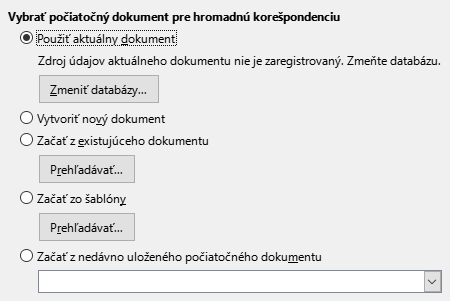 Vybrať počiatočný dokument pre hromadnú korešpondenciu
Použiť aktuálny dokument
Zdroj údajov aktuálneho dokumentu nie je zaregistrovaný. Zmeňte databázu.
Zmeniť databázy...
Vytvoriť nový dokument
Začať z existujúceho dokumentu
Prehľadávať...
Začať zo šablóny
Prehľadávať...
Začať z nedávno uloženého počiatočného dokumentu